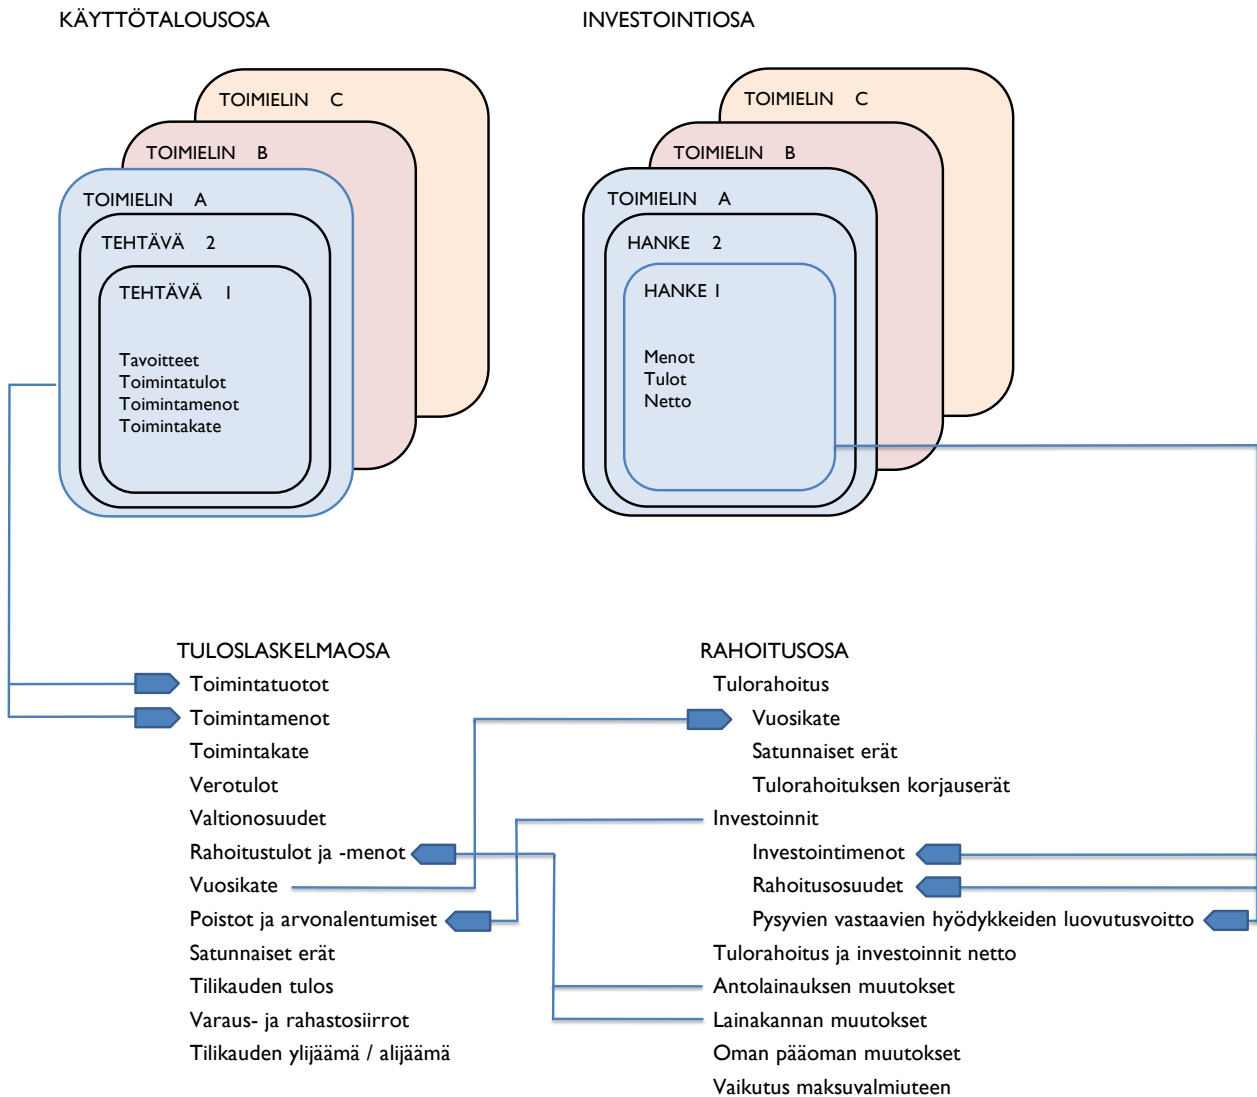 KÄYTTÖTALOUSOSA
INVESTOINTIOSA
TOIMIELIN C
TOIMIELIN B
TOIMIELIN A
TEHTÄVÄ 2
TEHTÄVÄ 1
Tavoitteet
Toimintatulot
Toimintamenot
Toimintakate
TOIMIELIN C
TOIMIELIN B
TOIMIELIN A
HANKE 2
HANKE 1
Menot
Tulot
Netto
TULOSLASKELMAOSA
Toimintatuotot
Toimintamenot
Toimintakate
Verotulot
Valtionosuudet
Rahoitustulot ja -menot
Vuosikate
Poistot ja arvonalentumiset
Satunnaiset erät
Tilikauden tulos
Varaus- ja rahastosiirrot
Tilikauden ylijäämä / alijäämä
RAHOITUSOSA
Tulorahoitus
Vuosikate
Satunnaiset erät
Tulorahoituksen korjauserät
Investoinnit
Investointimenot
Rahoitusosuudet
Pysyvien vastaavien hyödykkeiden luovutusvoitto
Tulorahoitus ja investoinnit netto
Antolainauksen muutokset
Lainakannan muutokset
Oman pääoman muutokset
Vaikutus maksuvalmiuteen